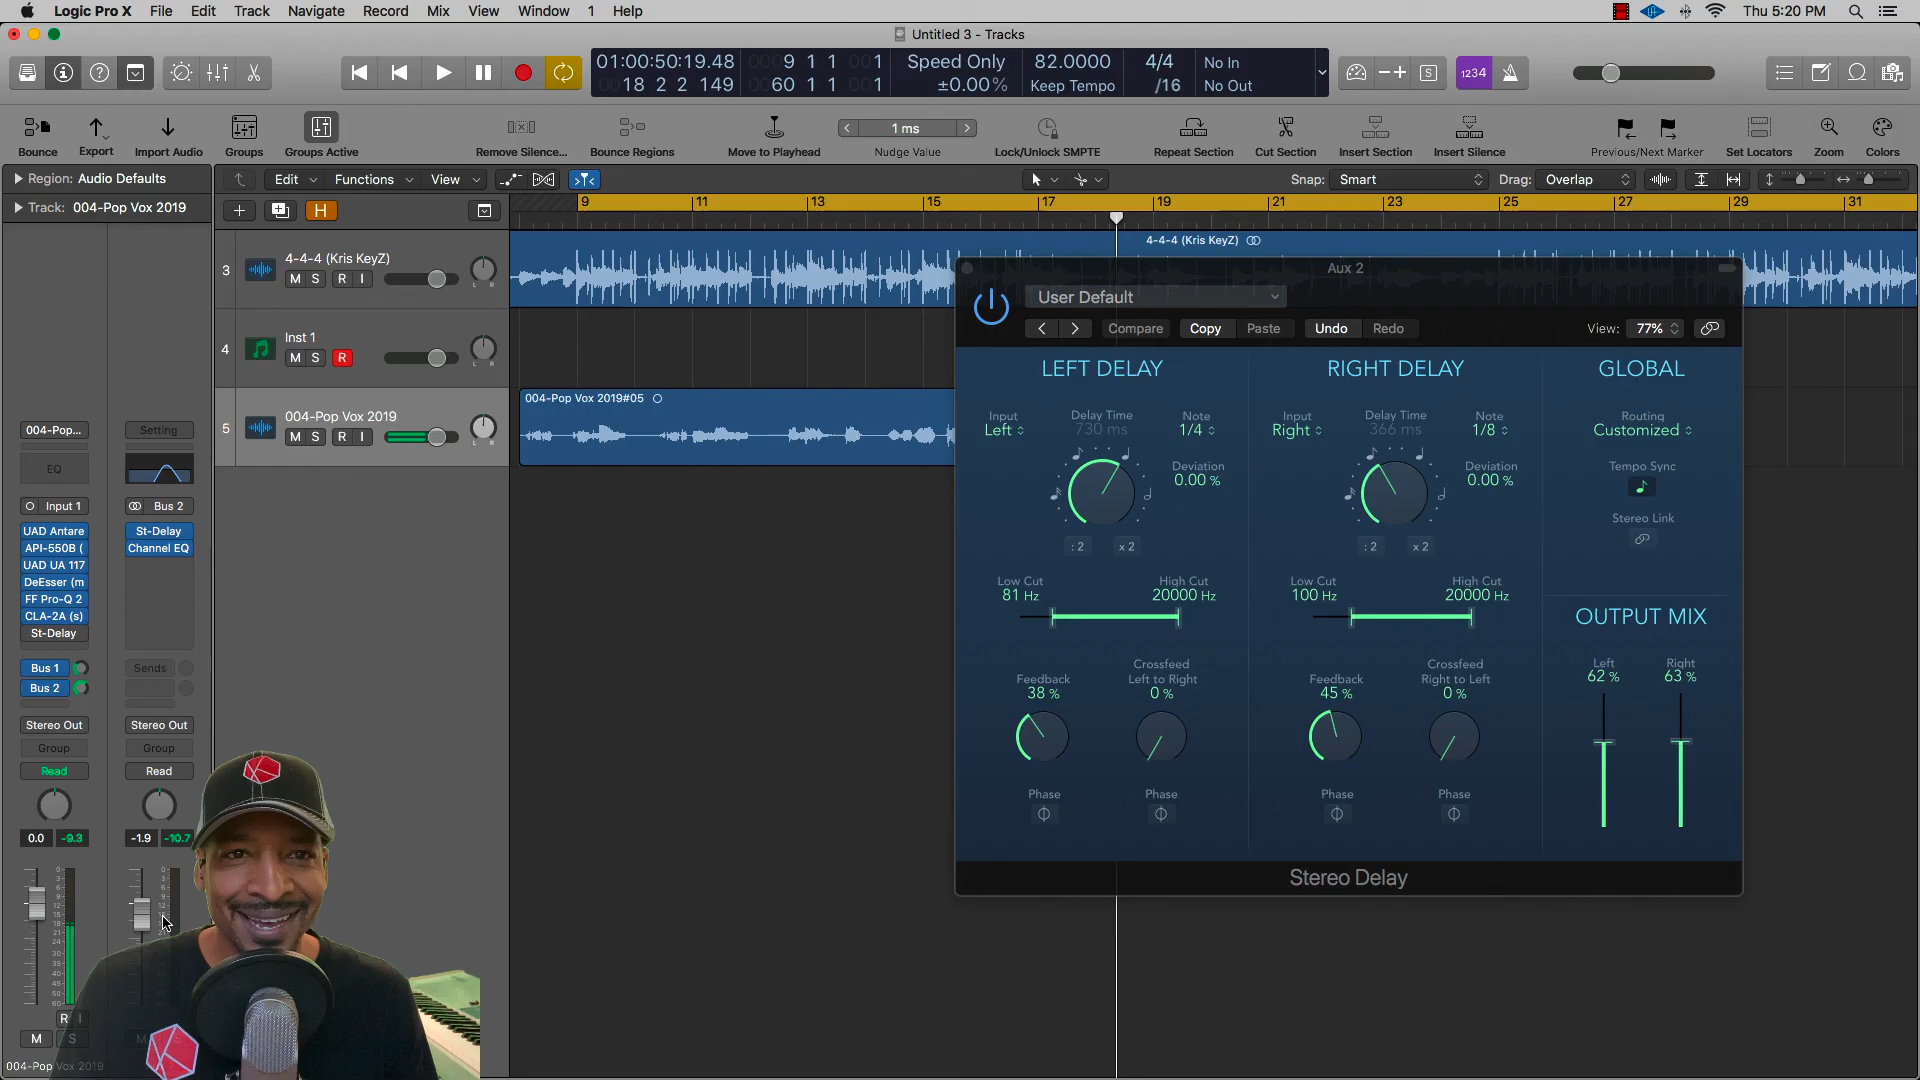 Logic Pro X File Edit Track Navigate Record Mix View Window 1 Help
Thu 5:20 PM
Untitled 3 - Tracks
01:00:50:19.48
18 2 2 149
9 1 1 1
60 1 1 1
Speed Only
±0.00%
82.0000
Keep Tempo
4/4
/16
No In
No Out
S
1234
Bounce
Export
Import Audio
Groups
Groups Active
Remove Silence...
Bounce Regions
Move to Playhead
1 ms
Nudge Value
Lock/Unlock SMPTE
Repeat Section
Cut Section
Insert Section
Insert Silence
Previous/Next Marker
Set Locators
Zoom
Colors
Region: Audio Defaults
Edit Functions View
Snap: Smart
Drag: Overlap
Track: 004-Pop Vox 2019
H
9 11 13 15 17 19 21 23 25 27 29 31
3
4-4-4 (Kris KeyZ)
M S R I
L R
4-4-4 (Kris KeyZ)
4
Inst 1
M S R
L R
5
004-Pop Vox 2019
M S R I
L R
004-Pop Vox 2019#05
004-Pop...
EQ
Input 1
UAD Antare
API-550B (
UAD UA 117
DeEsser (m
FF Pro-Q 2
CLA-2A (s)
St-Delay
Bus 1
Bus 2
Stereo Out
Group
Read
0.0 -9.3
R I
M S
004-Pop Vox 2019
Setting
Bus 2
St-Delay
Channel EQ
Sends
Stereo Out
Group
Read
-1.9 -10.7
Aux 2
User Default
Compare Copy Paste Undo Redo
View: 77%
LEFT DELAY
Input
Left
Delay Time
730 ms
Note
1/4
Deviation
0.00 %
: 2 x 2
Low Cut
81 Hz
High Cut
20000 Hz
Feedback
38 %
Crossfeed
Left to Right
0 %
Phase
Phase
RIGHT DELAY
Input
Right
Delay Time
366 ms
Note
1/8
Deviation
0.00 %
: 2 x 2
Low Cut
100 Hz
High Cut
20000 Hz
Feedback
45 %
Crossfeed
Right to Left
0 %
Phase
Phase
GLOBAL
Routing
Customized
Tempo Sync
Stereo Link
OUTPUT MIX
Left
62 %
Right
63 %
Stereo Delay